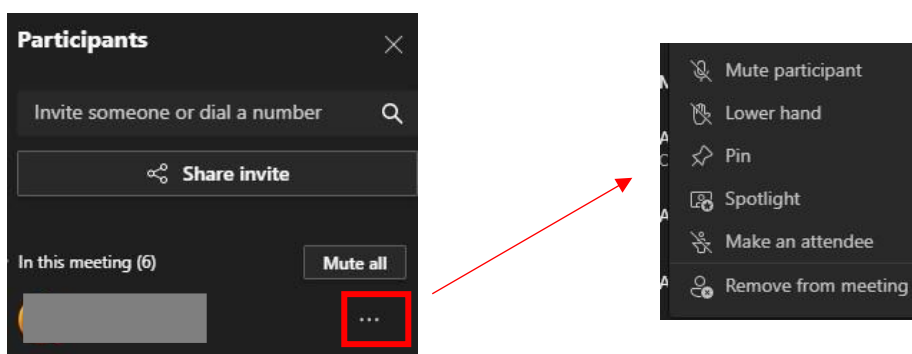 Participants
Invite someone or dial a number
Share invite
In this meeting (6)
Mute all
...
Mute participant
Lower hand
Pin
Spotlight
Make an attendee
Remove from meeting